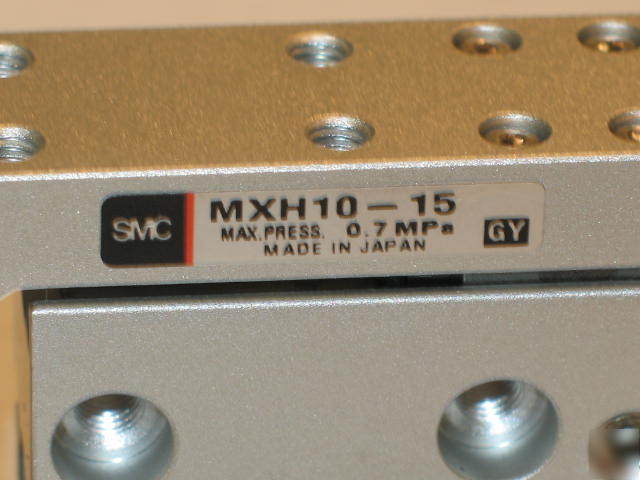 SMC
MXH10-15
MAX.PRESS. 0.7MPa
MADE IN JAPAN
GY